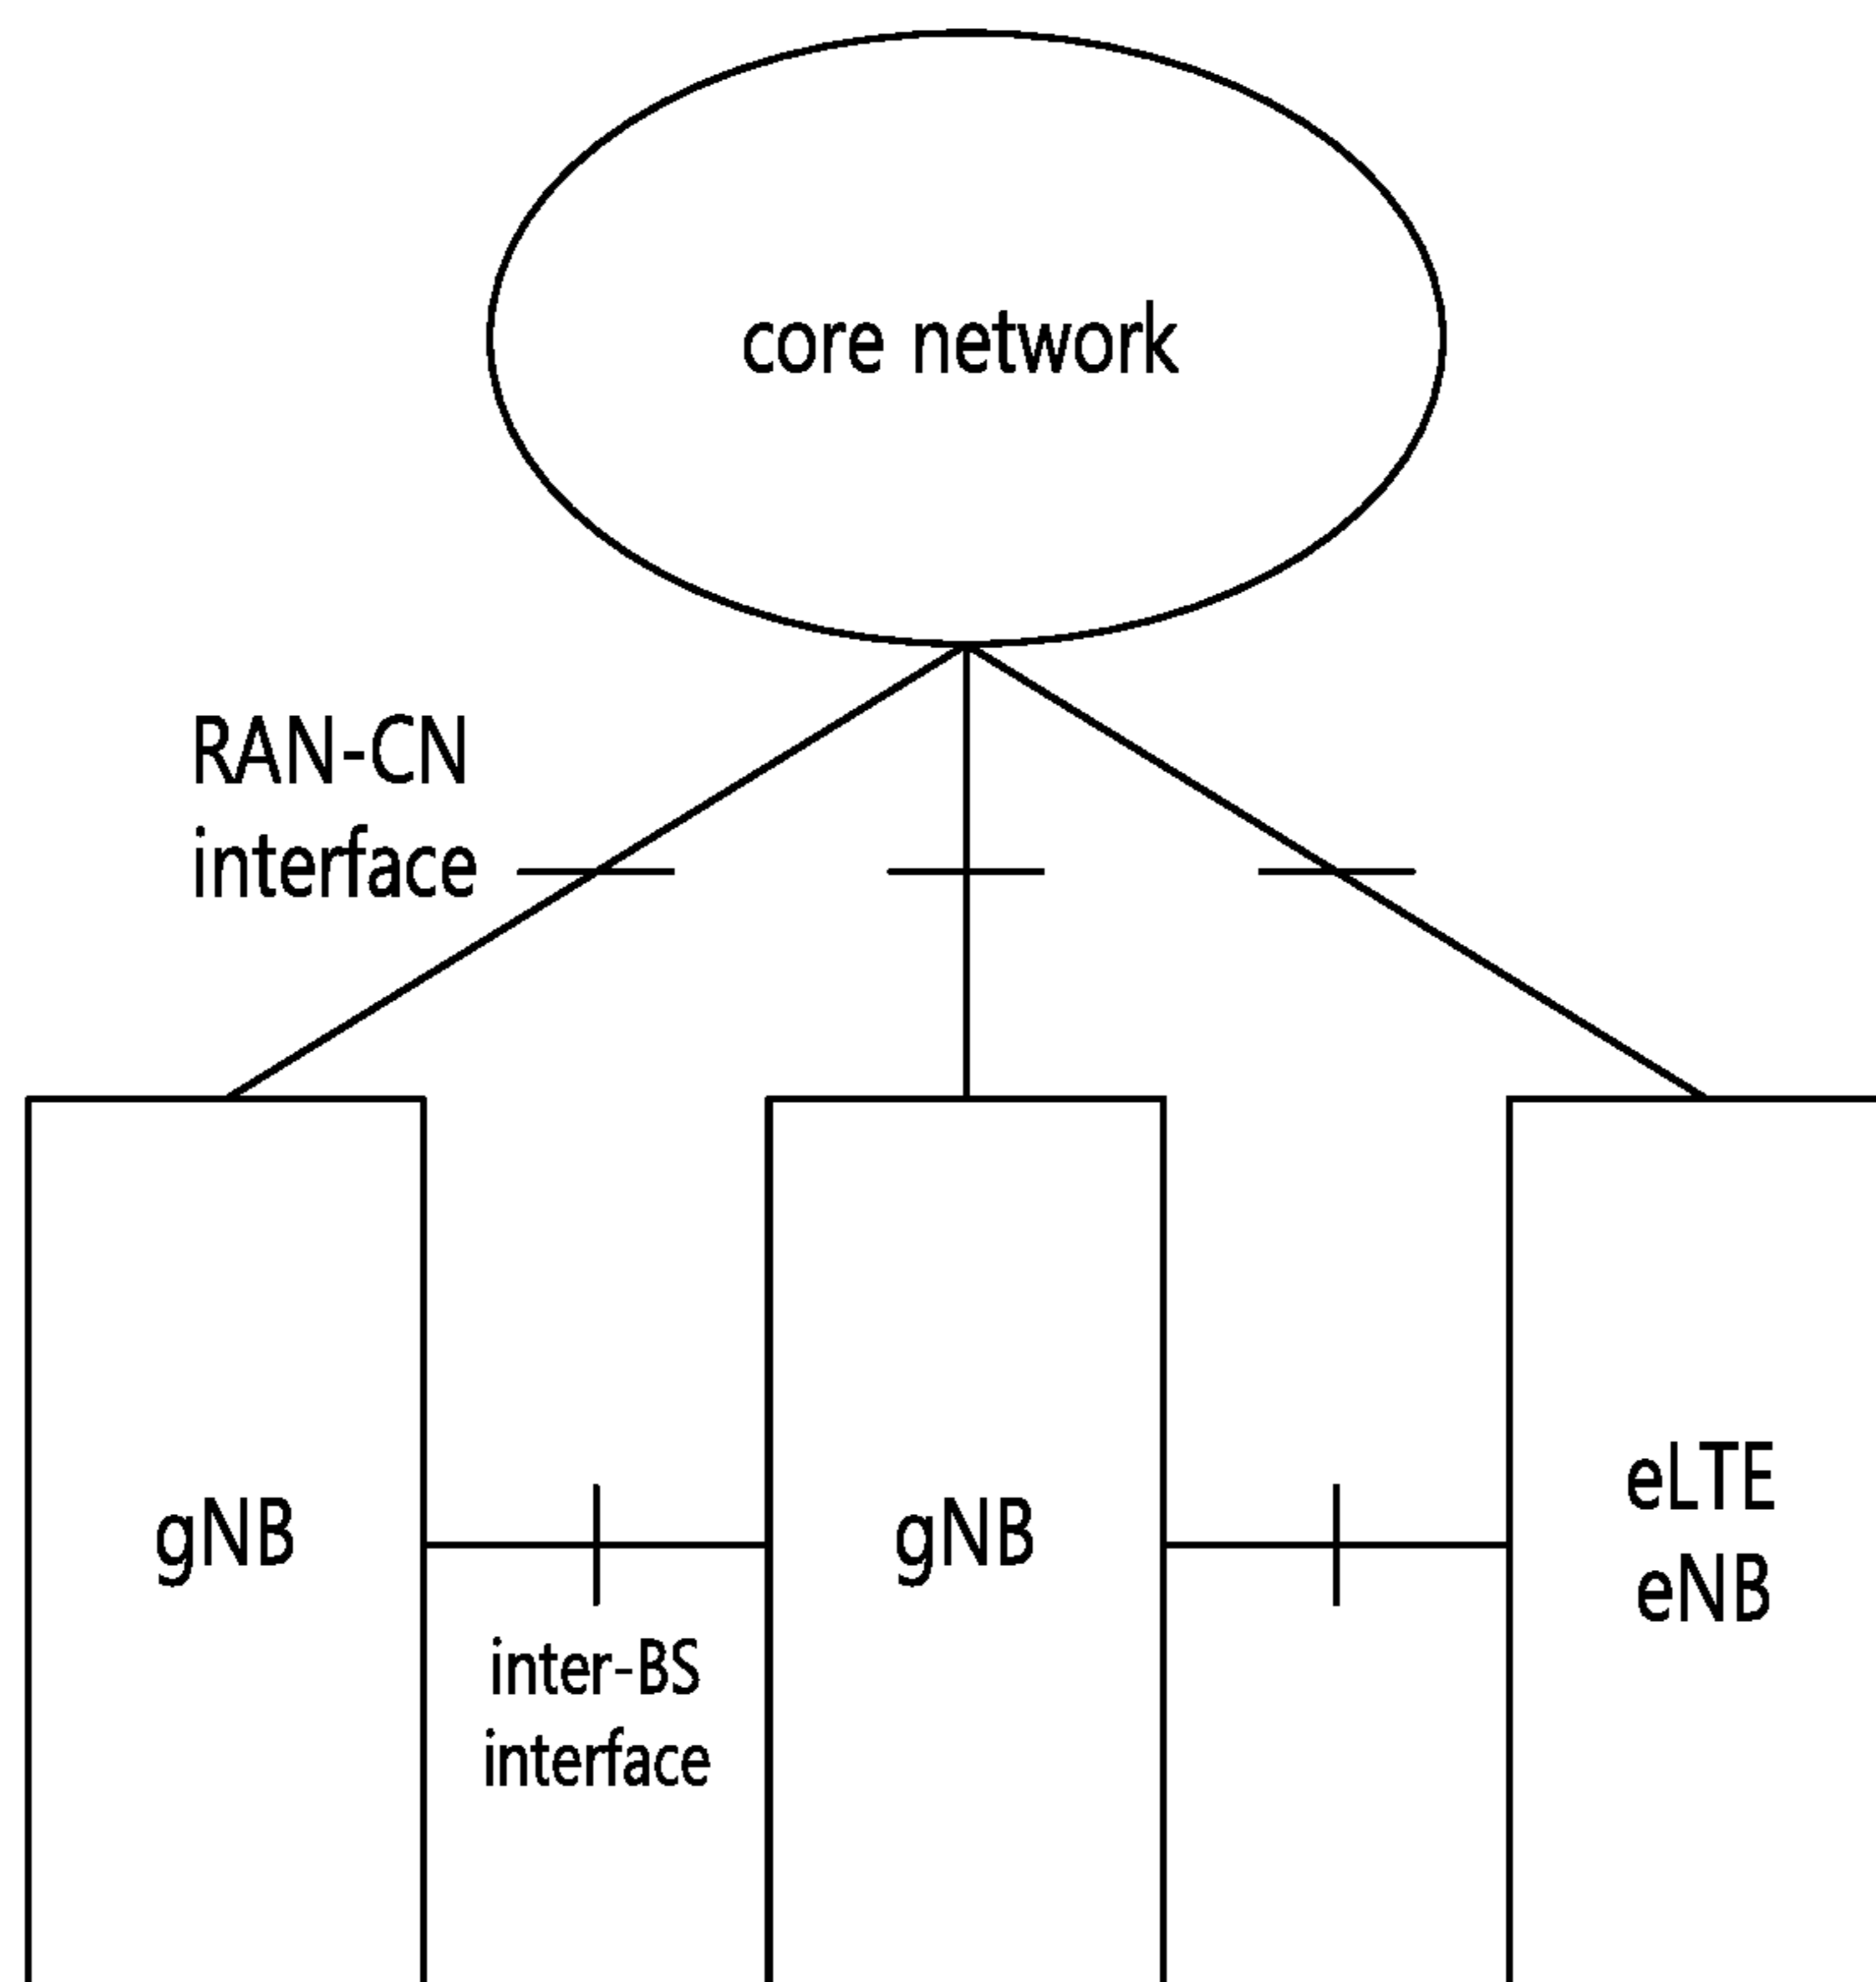 core network
RAN-CN
interface
gNB
gNB
eLTE
eNB
inter-BS
interface